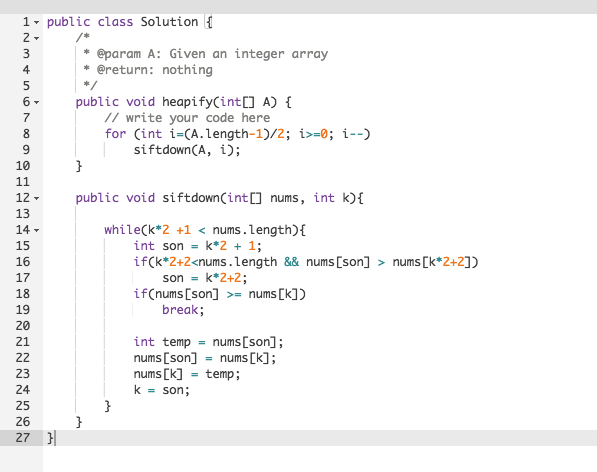 1 public class Solution {
2 /*
3 * @param A: Given an integer array
4 * @return: nothing
5 */
6 public void heapify(int[] A) {
7 // write your code here
8 for (int i=(A.length-1)/2; i>=0; i--)
9 siftdown(A, i);
10 }
11
12 public void siftdown(int[] nums, int k){
13
14 while(k*2 +1 < nums.length){
15 int son = k*2 + 1;
16 if(k*2+2<nums.length && nums[son] > nums[k*2+2])
17 son = k*2+2;
18 if(nums[son] >= nums[k])
19 break;
20
21 int temp = nums[son];
22 nums[son] = nums[k];
23 nums[k] = temp;
24 k = son;
25 }
26 }
27 }